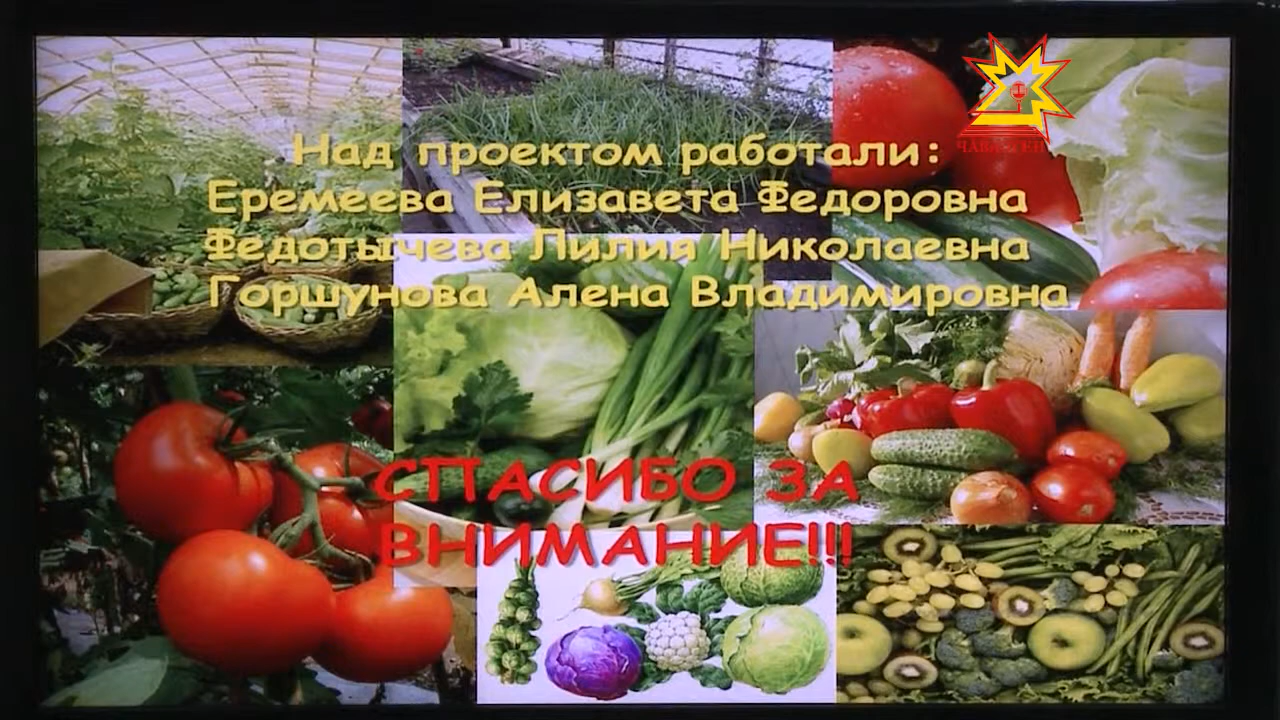 Над проектом работали:
Еремеева Елизавета Федоровна
Федотычева Лилия Николаевна
Горшунова Алена Владимировна
СПАСИБО ЗА
ВНИМАНИЕ!!!